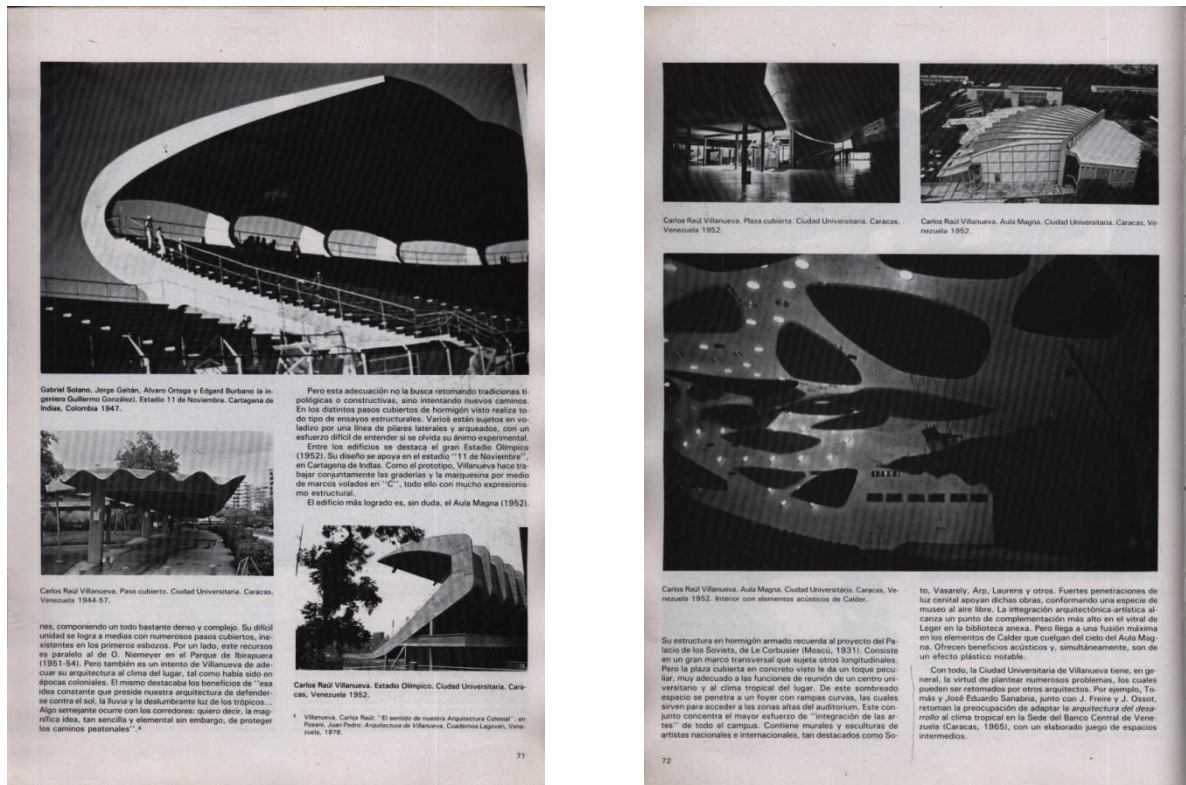 Gabriel Solano, Jorge Gaitán, Alvaro Ortega y Edgard Burbano (e in-
geniero Guillermo González). Estadio 11 de Noviembre. Cartagena de
Indias, Colombia 1947.
Carlos Raúl Villanueva. Paso cubierto. Ciudad Universitaria. Caracas,
Venezuela 1944-57.
nes, componiendo un todo bastante denso y complejo. Su difícil
unidad se logra a medias con numerosos pasos cubiertos, ine-
xistentes en los primeros esbozos. Por un lado, este recursos
es paralelo al de O. Niemeyer en el Parque de Ibirapuera
(1951-54). Pero también es un intento de Villanueva de ade-
cuar su arquitectura al clima del lugar, tal como había sido en
épocas coloniales. El mismo destacaba los beneficios de "esa
idea constante que preside nuestra arquitectura de defender-
se contra el sol, la lluvia y la deslumbrante luz de los trópicos...
Algo semejante ocurre con los corredores: quiero decir, la mag-
nífica idea, tan sencilla y elemental sin embargo, de proteger
los caminos peatonales".⁴
Pero esta adecuación no la busca retomando tradiciones ti-
pológicas o constructivas, sino intentando nuevos caminos.
En los distintos pasos cubiertos de hormigón visto realiza to-
do tipo de ensayos estructurales. Varios están sujetos en vo-
ladizo por una línea de pilares laterales y arqueados, con un
esfuerzo difícil de entender si se olvida su ánimo experimental.
Entre los edificios se destaca el gran Estadio Olímpico
(1952). Su diseño se apoya en el estadio "11 de Noviembre",
en Cartagena de Indias. Como el prototipo, Villanueva hace tra-
bajar conjuntamente las graderías y la marquesina por medio
de marcos volados en "C", todo ello con mucho expresionis-
mo estructural.
El edificio más logrado es, sin duda, el Aula Magna (1952).
Carlos Raúl Villanueva. Estadio Olímpico. Ciudad Universitaria. Cara-
cas, Venezuela 1952.
⁴ Villanueva, Carlos Raúl: "El sentido de nuestra Arquitectura Colonial", en
Posani, Juan Pedro: Arquitectura de Villanueva. Cuadernos Lagoven, Vene-
zuela, 1978.
71
Carlos Raúl Villanueva. Plaza cubierta. Ciudad Universitaria. Caracas,
Venezuela 1952.
Carlos Raúl Villanueva. Aula Magna. Ciudad Universitaria. Caracas, Ve-
nezuela 1952.
Carlos Raúl Villanueva. Aula Magna. Ciudad Universitaria. Caracas, Ve-
nezuela 1952. Interior con elementos acústicos de Calder.
Su estructura en hormigón armado recuerda al proyecto del Pa-
lacio de los Soviets, de Le Corbusier (Moscú, 1931). Consiste
en un gran marco transversal que sujeta otros longitudinales.
Pero la plaza cubierta en concreto visto le da un toque pecu-
liar, muy adecuado a las funciones de reunión de un centro uni-
versitario y al clima tropical del lugar. De este sombreado
espacio se penetra a un foyer con rampas curvas, las cuales
sirven para acceder a las zonas altas del auditorium. Este con-
junto concentra el mayor esfuerzo de "integración de las ar-
tes" de todo el campus. Contiene murales y esculturas de
artistas nacionales e internacionales, tan destacados como So-
to, Vasarely, Arp, Laurens y otros. Fuertes penetraciones de
luz cenital apoyan dichas obras, conformando una especie de
museo al aire libre. La integración arquitectónica-artística al-
canza un punto de complementación más alto en el vitral de
Leger en la biblioteca anexa. Pero llega a una fusión máxima
en los elementos de Calder que cuelgan del cielo del Aula Mag-
na. Ofrecen beneficios acústicos y, simultáneamente, son de
un efecto plástico notable.
Con todo, la Ciudad Universitaria de Villanueva tiene, en ge-
neral, la virtud de plantear numerosos problemas, los cuales
pueden ser retomados por otros arquitectos. Por ejemplo, To-
más y José Eduardo Sanabria, junto con J. Freire y J. Ossot,
retoman la preocupación de adaptar la arquitectura del desa-
rrollo al clima tropical en la Sede del Banco Central de Vene-
zuela (Caracas, 1965), con un elaborado juego de espacios
intermedios.
72